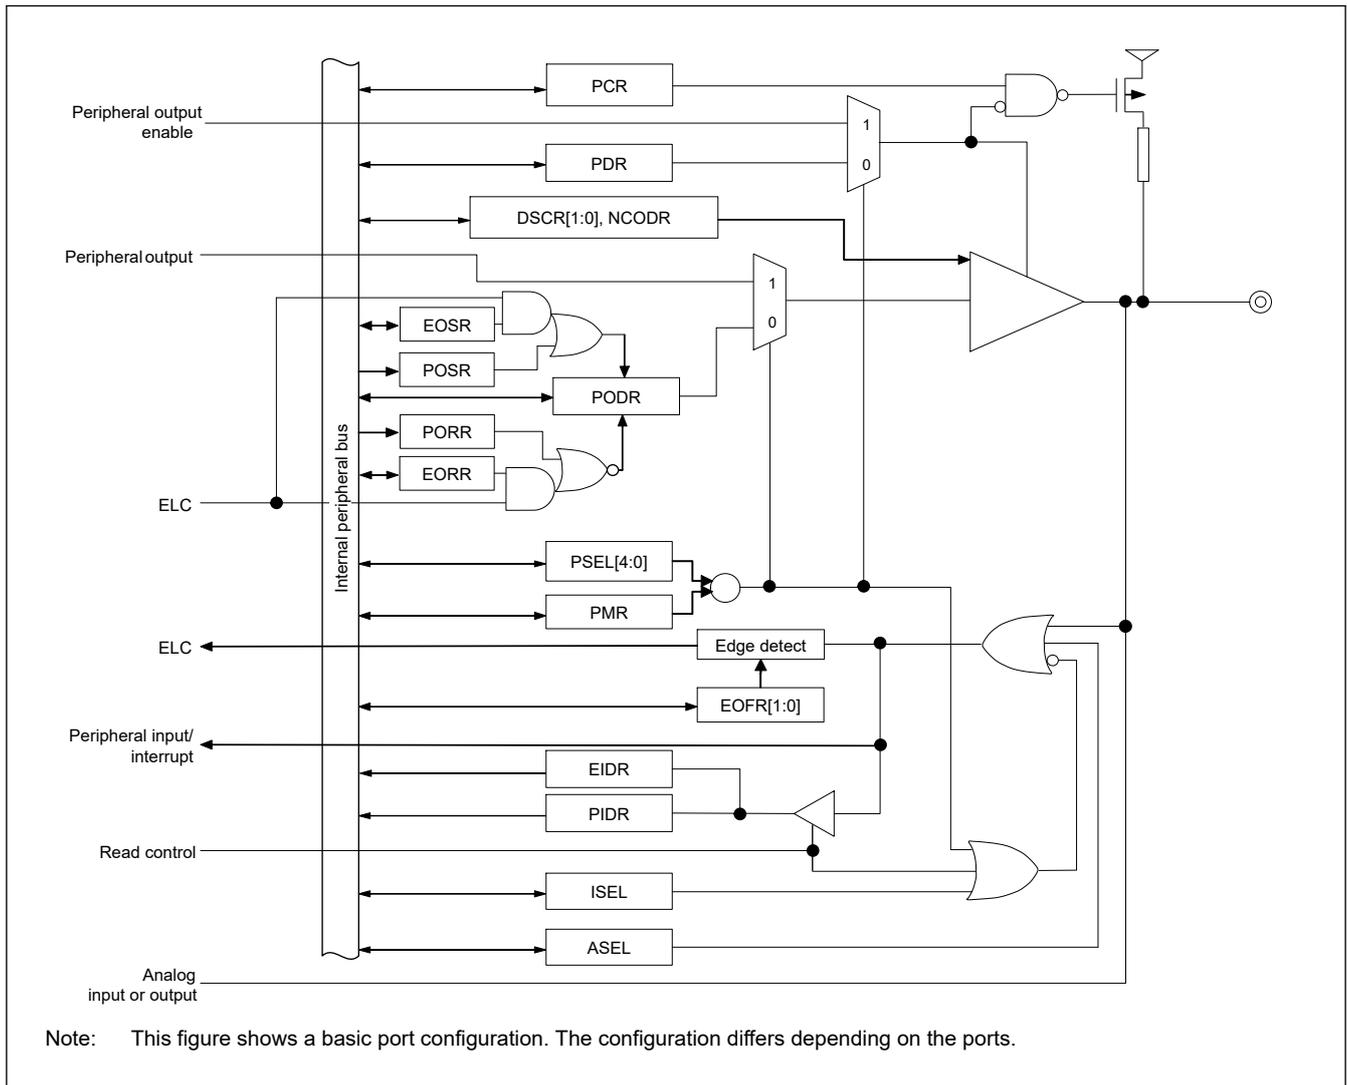 PCR
Peripheral output
enable
1
PDR
0
DSCR[1:0], NCODR
Peripheral output
1
EOSR
0
POSR
PODR
PORR
EORR
ELC
Internal peripheral bus
PSEL[4:0]
PMR
ELC
Edge detect
EOFR[1:0]
Peripheral input/
interrupt
EIDR
PIDR
Read control
ISEL
ASEL
Analog
input or output
Note: This figure shows a basic port configuration. The configuration differs depending on the ports.